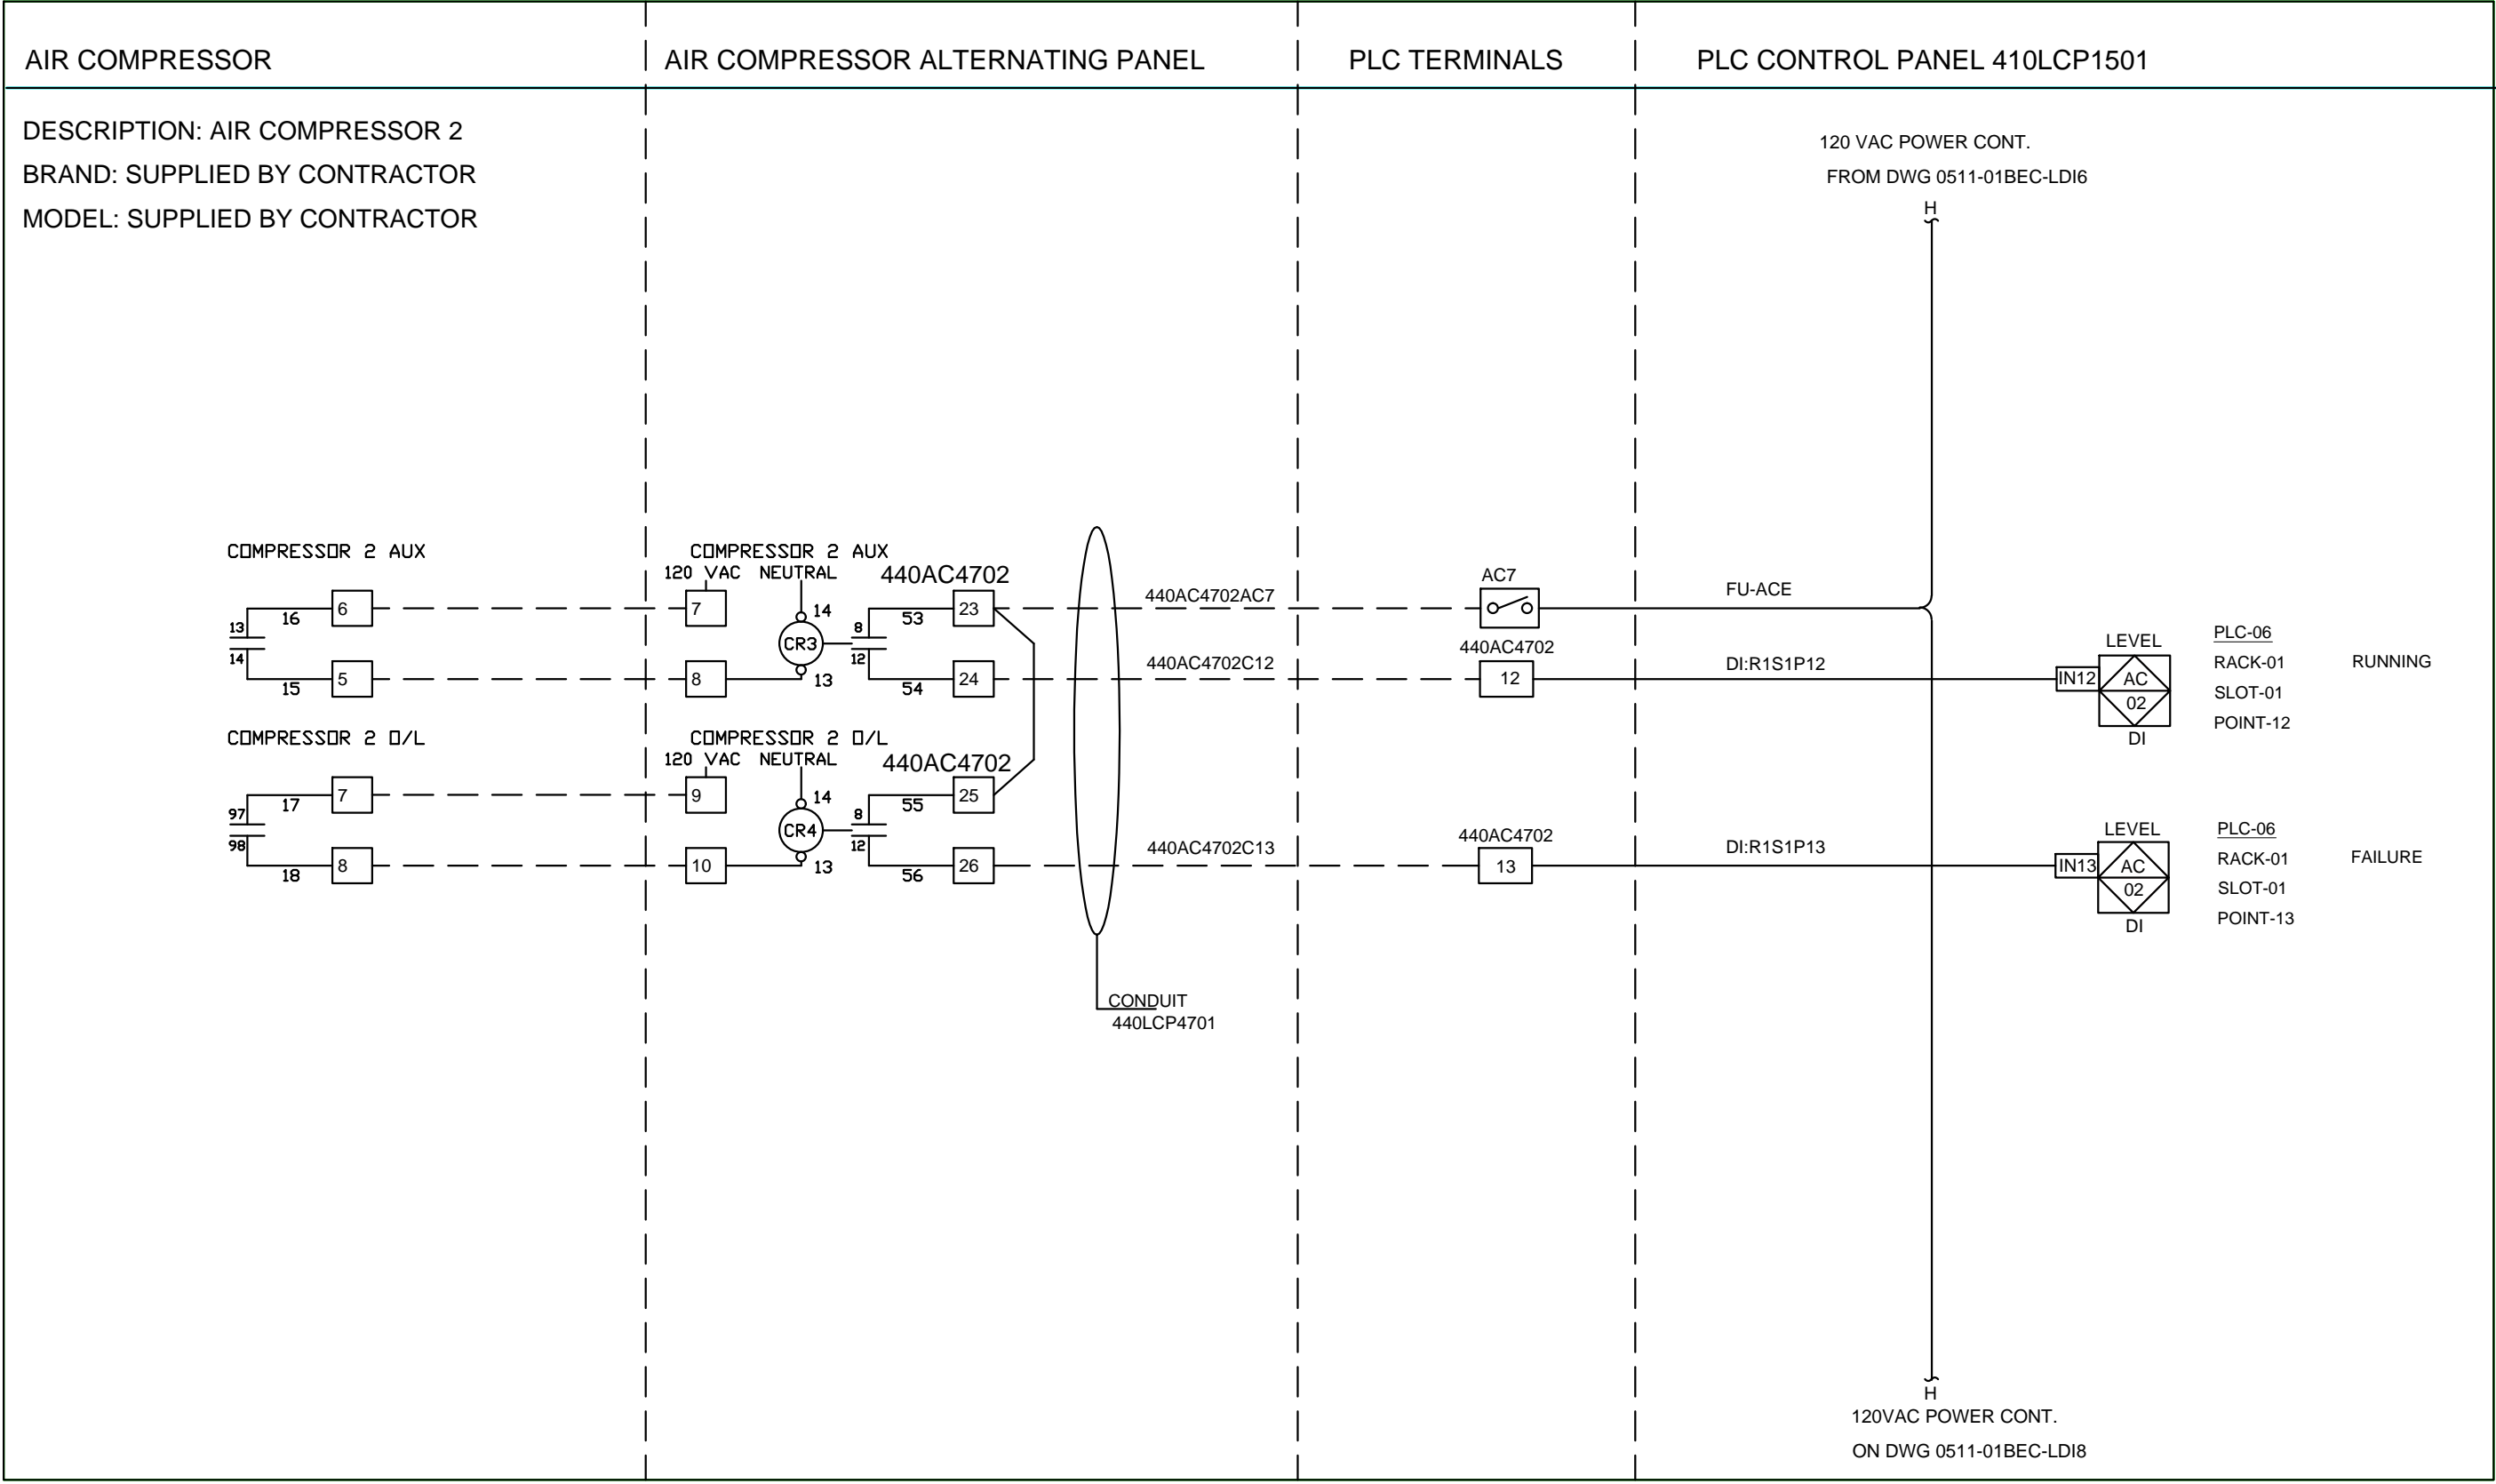 AIR COMPRESSOR
AIR COMPRESSOR ALTERNATING PANEL
PLC TERMINALS
PLC CONTROL PANEL 410LCP1501
DESCRIPTION: AIR COMPRESSOR 2
BRAND: SUPPLIED BY CONTRACTOR
MODEL: SUPPLIED BY CONTRACTOR
120 VAC POWER CONT.
FROM DWG 0511-01BEC-LDI6
H
COMPRESSOR 2 AUX
13
14
16
15
6
5
COMPRESSOR 2 AUX
120 VAC NEUTRAL
440AC4702
7
8
14
CR3
13
8
12
53
54
23
24
440AC4702AC7
440AC4702C12
AC7
440AC4702
12
FU-ACE
DI:R1S1P12
IN12
LEVEL
AC
02
DI
PLC-06
RACK-01
SLOT-01
POINT-12
RUNNING
COMPRESSOR 2 O/L
97
98
17
18
7
8
COMPRESSOR 2 O/L
120 VAC NEUTRAL
440AC4702
9
10
14
CR4
13
8
12
55
56
25
26
440AC4702C13
440AC4702
13
DI:R1S1P13
IN13
LEVEL
AC
02
DI
PLC-06
RACK-01
SLOT-01
POINT-13
FAILURE
CONDUIT
440LCP4701
H
120VAC POWER CONT.
ON DWG 0511-01BEC-LDI8